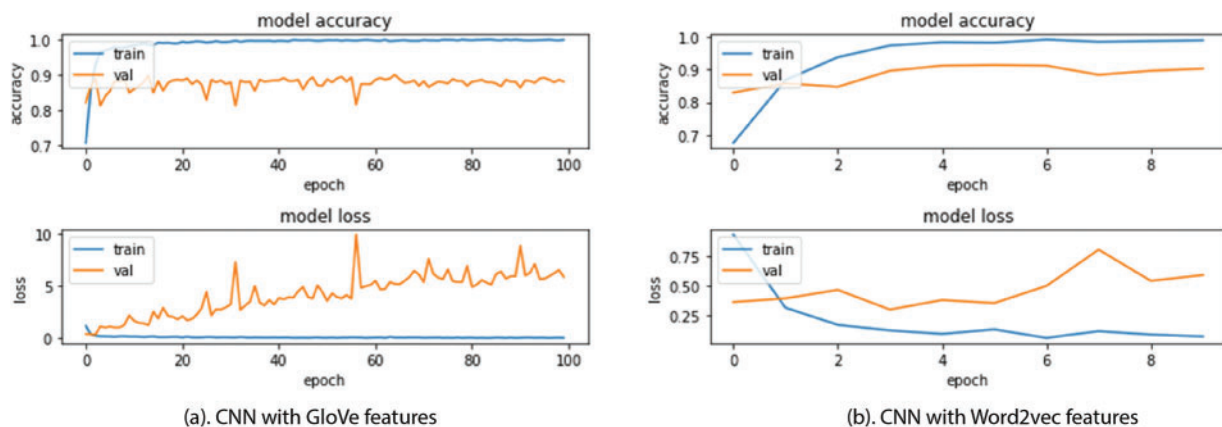 model accuracy
1.0
0.9
0.8
0.7
accuracy
train
val
0 20 40 60 80 100
epoch
model loss
10
5
0
loss
train
val
0 20 40 60 80 100
epoch
(a). CNN with GloVe features
model accuracy
1.0
0.9
0.8
0.7
accuracy
train
val
0 2 4 6 8
epoch
model loss
0.75
0.50
0.25
loss
train
val
0 2 4 6 8
epoch
(b). CNN with Word2vec features